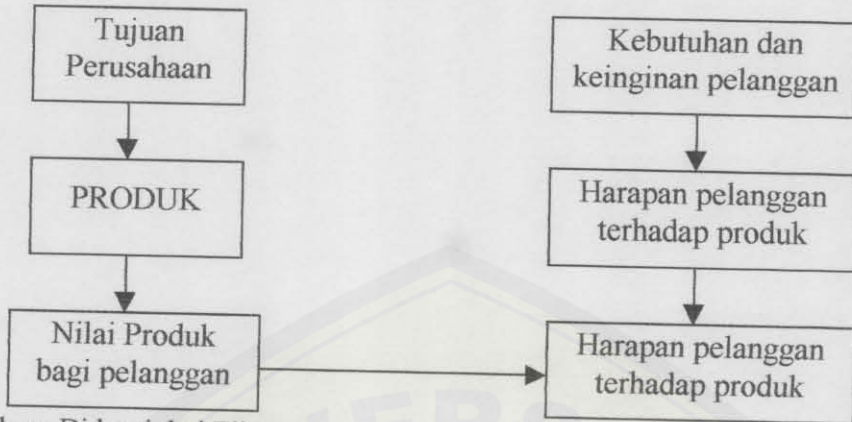 Tujuan
Perusahaan
PRODUK
Nilai Produk
bagi pelanggan
Kebutuhan dan
keinginan pelanggan
Harapan pelanggan
terhadap produk
Harapan pelanggan
terhadap produk